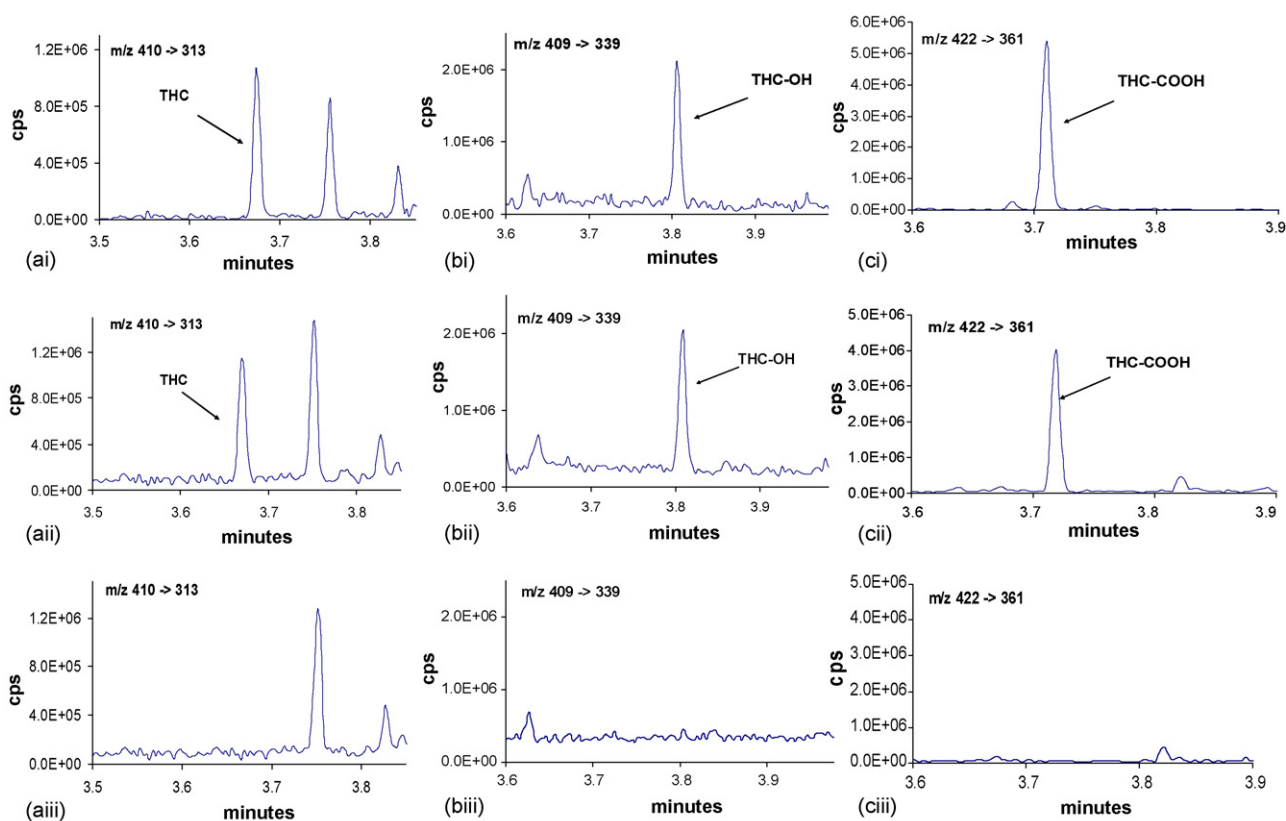 m/z 410 -> 313
THC
cps
1.2E+06
8.0E+05
4.0E+05
0.0E+00
3.5 3.6 3.7 3.8
minutes
(ai)
m/z 409 -> 339
THC-OH
cps
2.0E+06
1.0E+06
0.0E+00
3.6 3.7 3.8 3.9
minutes
(bi)
m/z 422 -> 361
THC-COOH
cps
6.0E+06
5.0E+06
4.0E+06
3.0E+06
2.0E+06
1.0E+06
0.0E+00
3.6 3.7 3.8 3.9
minutes
(ci)
m/z 410 -> 313
THC
cps
1.2E+06
8.0E+05
4.0E+05
0.0E+00
3.5 3.6 3.7 3.8
minutes
(aii)
m/z 409 -> 339
THC-OH
cps
2.0E+06
1.0E+06
0.0E+00
3.6 3.7 3.8 3.9
minutes
(bii)
m/z 422 -> 361
THC-COOH
cps
5.0E+06
4.0E+06
3.0E+06
2.0E+06
1.0E+06
0.0E+00
3.6 3.7 3.8 3.9
minutes
(cii)
m/z 410 -> 313
cps
1.2E+06
8.0E+05
4.0E+05
0.0E+00
3.5 3.6 3.7 3.8
minutes
(aiii)
m/z 409 -> 339
cps
2.0E+06
1.0E+06
0.0E+00
3.6 3.7 3.8 3.9
minutes
(biii)
m/z 422 -> 361
cps
5.0E+06
4.0E+06
3.0E+06
2.0E+06
1.0E+06
0.0E+00
3.6 3.7 3.8 3.9
minutes
(ciii)